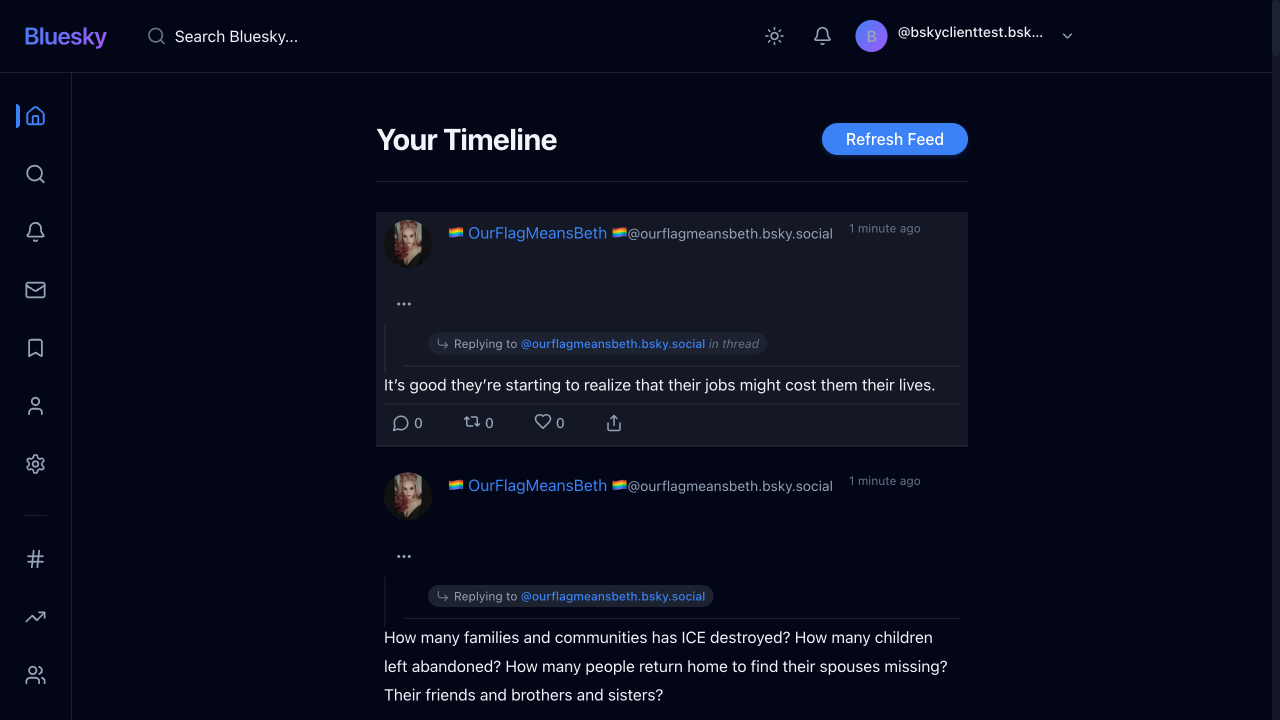 Bluesky
Search Bluesky...
B
@bskyclienttest.bsk...
Your Timeline
Refresh Feed
🏳️‍🌈 OurFlagMeansBeth 🏳️‍🌈@ourflagmeansbeth.bsky.social 1 minute ago
Replying to @ourflagmeansbeth.bsky.social in thread
It’s good they’re starting to realize that their jobs might cost them their lives.
0 0 0
🏳️‍🌈 OurFlagMeansBeth 🏳️‍🌈@ourflagmeansbeth.bsky.social 1 minute ago
Replying to @ourflagmeansbeth.bsky.social
How many families and communities has ICE destroyed? How many children
left abandoned? How many people return home to find their spouses missing?
Their friends and brothers and sisters?